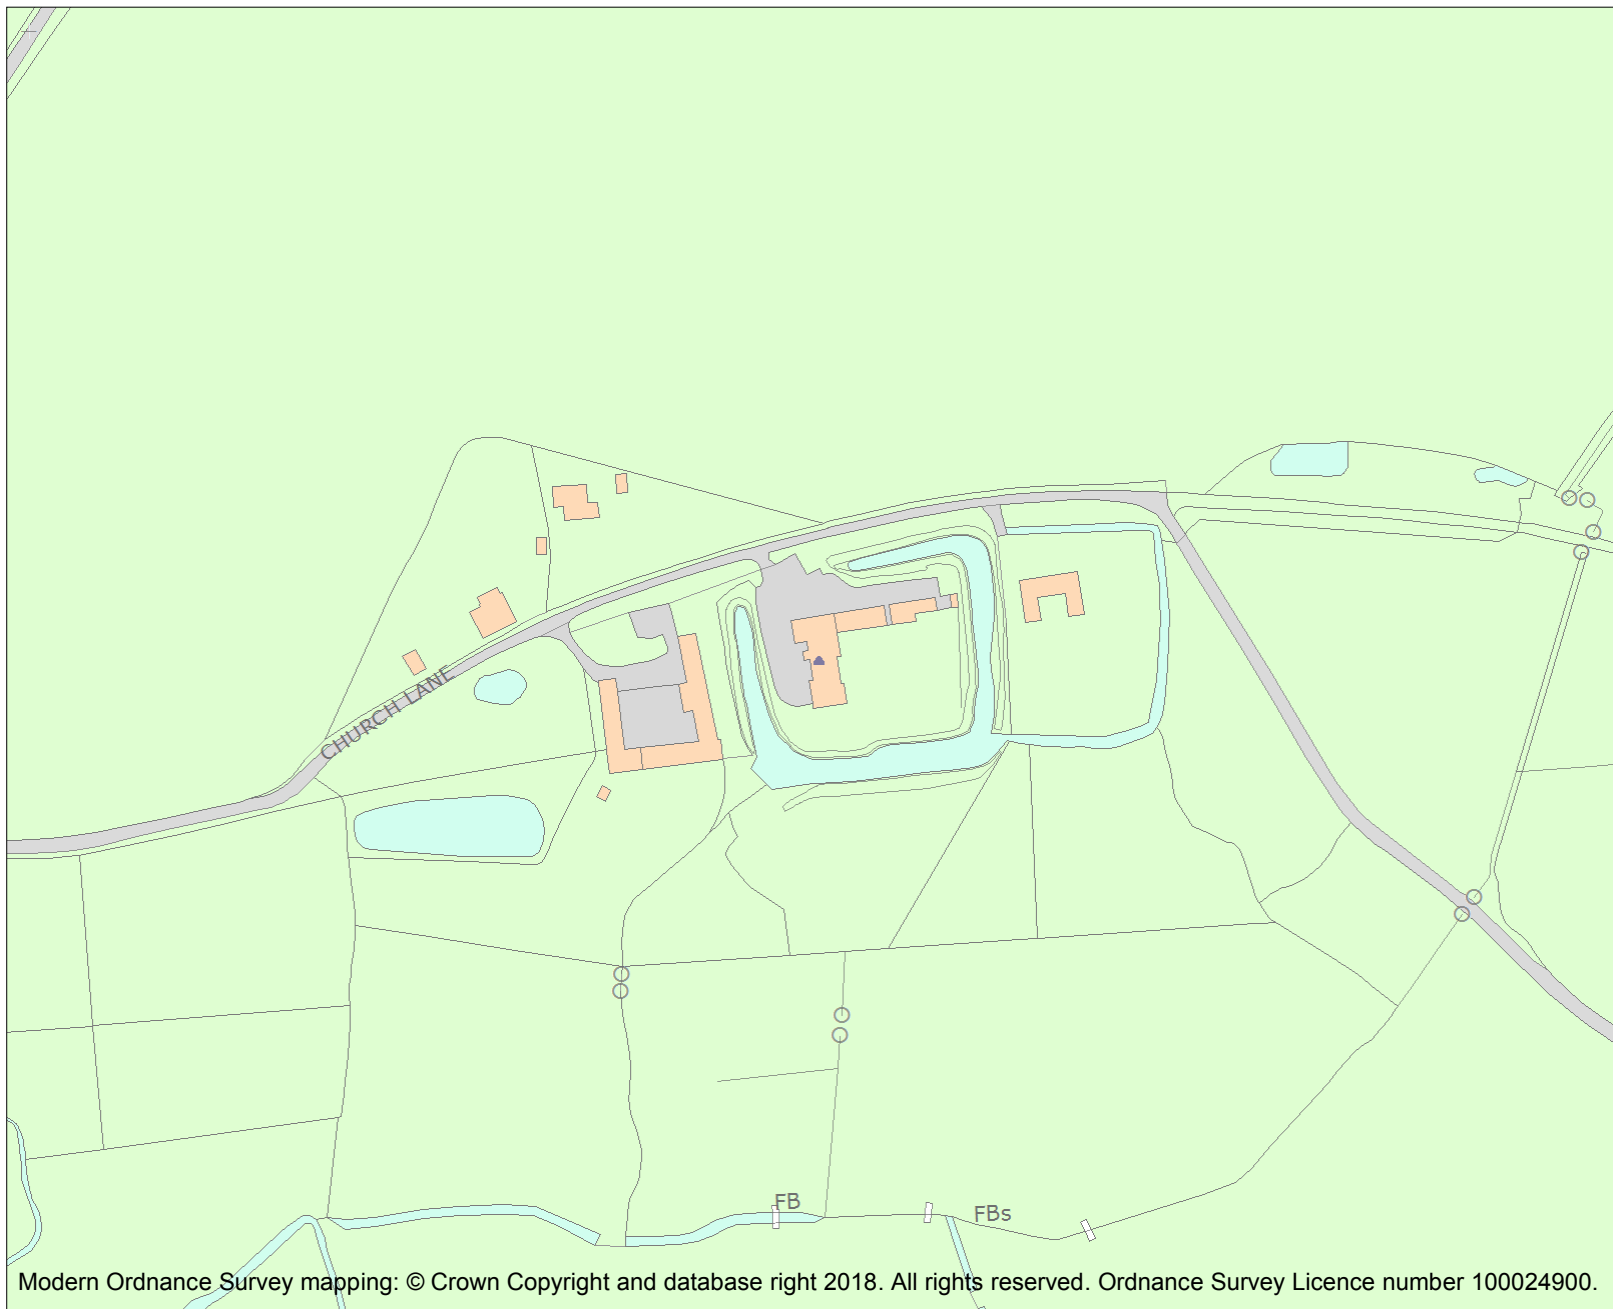 CHURCH LANE
FB
FBs
Modern Ordnance Survey mapping: © Crown Copyright and database right 2018. All rights reserved. Ordnance Survey Licence number 100024900.